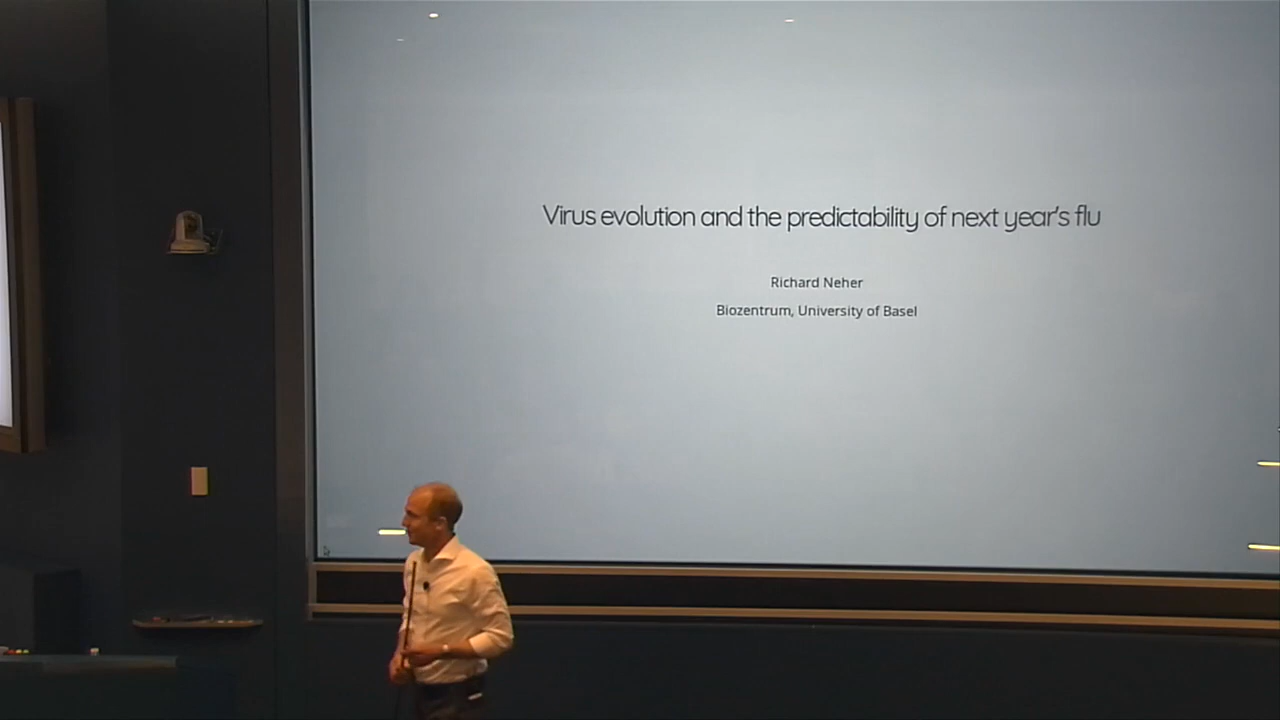 Virus evolution and the predictability of next year's flu
Richard Neher
Biozentrum, University of Basel